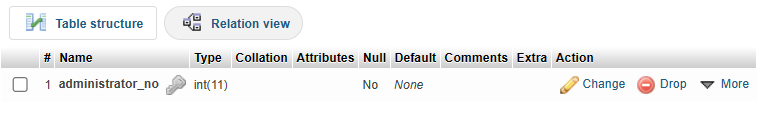 Table structure Relation view
# Name Type Collation Attributes Null Default Comments Extra Action
1 administrator_no int(11) No None Change Drop More